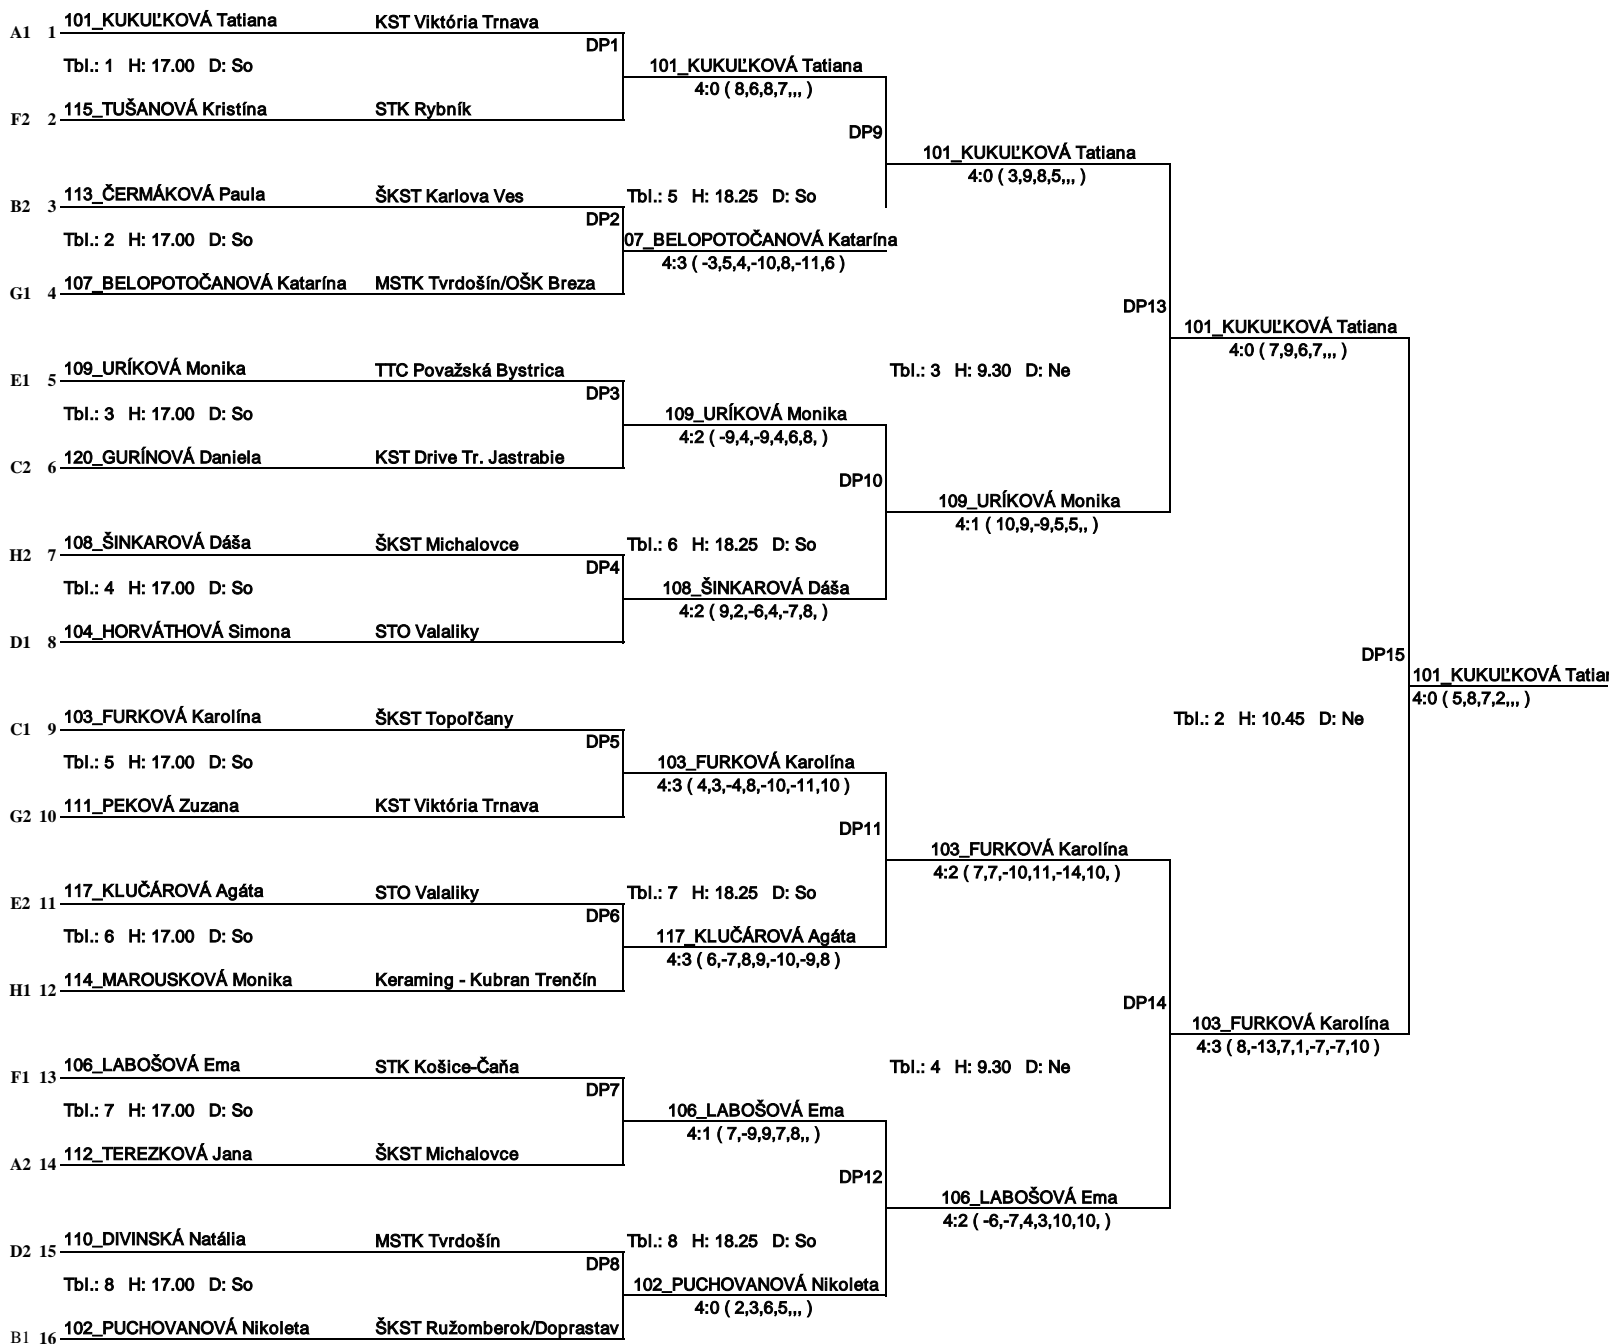 A1 1 101_KUKUĽKOVÁ Tatiana KST Viktória Trnava
DP1
Tbl.: 1 H: 17.00 D: So
101_KUKUĽKOVÁ Tatiana
4:0 ( 8,6,8,7,,, )
F2 2 115_TUŠANOVÁ Kristína STK Rybník
DP9
101_KUKUĽKOVÁ Tatiana
4:0 ( 3,9,8,5,,, )
B2 3 113_ČERMÁKOVÁ Paula ŠKST Karlova Ves
Tbl.: 5 H: 18.25 D: So
DP2
Tbl.: 2 H: 17.00 D: So
07_BELOPOTOČANOVÁ Katarína
4:3 ( -3,5,4,-10,8,-11,6 )
G1 4 107_BELOPOTOČANOVÁ Katarína MSTK Tvrdošín/OŠK Breza
DP13
101_KUKUĽKOVÁ Tatiana
4:0 ( 7,9,6,7,,, )
E1 5 109_URÍKOVÁ Monika TTC Považská Bystrica
Tbl.: 3 H: 9.30 D: Ne
DP3
Tbl.: 3 H: 17.00 D: So
109_URÍKOVÁ Monika
4:2 ( -9,4,-9,4,6,8, )
C2 6 120_GURÍNOVÁ Daniela KST Drive Tr. Jastrabie
DP10
109_URÍKOVÁ Monika
4:1 ( 10,9,-9,5,5,, )
H2 7 108_ŠINKAROVÁ Dáša ŠKST Michalovce
Tbl.: 6 H: 18.25 D: So
DP4
Tbl.: 4 H: 17.00 D: So
108_ŠINKAROVÁ Dáša
4:2 ( 9,2,-6,4,-7,8, )
D1 8 104_HORVÁTHOVÁ Simona STO Valaliky
DP15
101_KUKUĽKOVÁ
4:0 ( 5,8,7,2,,, )
C1 9 103_FURKOVÁ Karolína ŠKST Topoľčany
Tbl.: 2 H: 10.45 D: Ne
DP5
Tbl.: 5 H: 17.00 D: So
103_FURKOVÁ Karolína
4:3 ( 4,3,-4,8,-10,-11,10 )
G2 10 111_PEKOVÁ Zuzana KST Viktória Trnava
DP11
103_FURKOVÁ Karolína
4:2 ( 7,7,-10,11,-14,10, )
E2 11 117_KLUČÁROVÁ Agáta STO Valaliky
Tbl.: 7 H: 18.25 D: So
DP6
Tbl.: 6 H: 17.00 D: So
117_KLUČÁROVÁ Agáta
4:3 ( 6,-7,8,9,-10,-9,8 )
H1 12 114_MAROUSKOVÁ Monika Keraming - Kubran Trenčín
DP14
103_FURKOVÁ Karolína
4:3 ( 8,-13,7,1,-7,-7,10 )
F1 13 106_LABOŠOVÁ Ema STK Košice-Čaňa
Tbl.: 4 H: 9.30 D: Ne
DP7
Tbl.: 7 H: 17.00 D: So
106_LABOŠOVÁ Ema
4:1 ( 7,-9,9,7,8,, )
A2 14 112_TEREZKOVÁ Jana ŠKST Michalovce
DP12
106_LABOŠOVÁ Ema
4:2 ( -6,-7,4,3,10,10, )
D2 15 110_DIVINSKÁ Natália MSTK Tvrdošín
Tbl.: 8 H: 18.25 D: So
DP8
Tbl.: 8 H: 17.00 D: So
102_PUCHOVANOVÁ Nikoleta
4:0 ( 2,3,6,5,,, )
B1 16 102_PUCHOVANOVÁ Nikoleta ŠKST Ružomberok/Doprastav